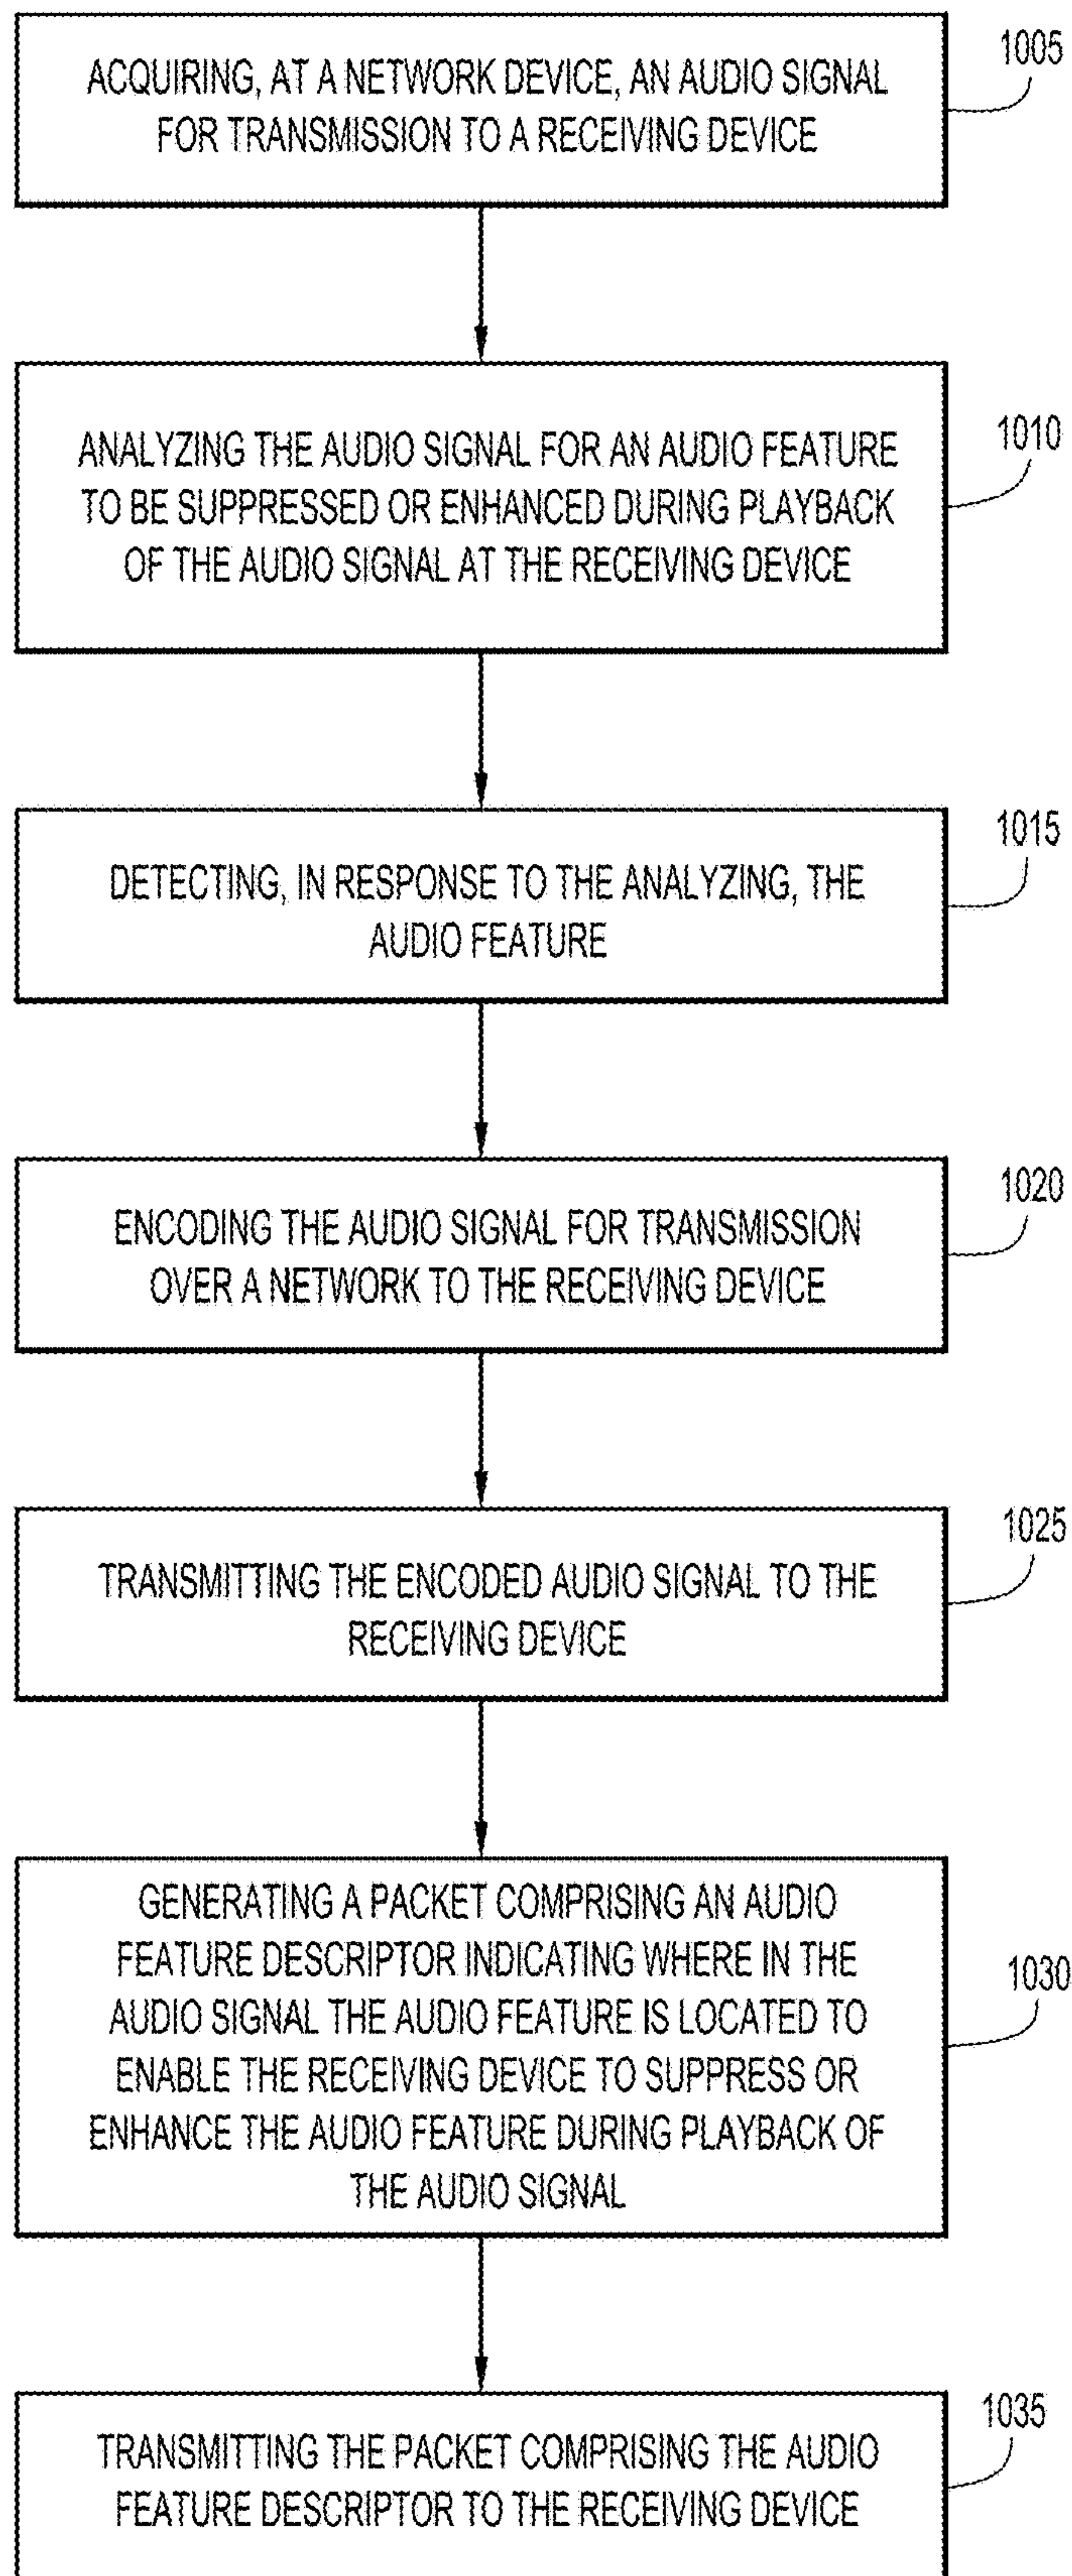 ACQUIRING, AT A NETWORK DEVICE, AN AUDIO SIGNAL
FOR TRANSMISSION TO A RECEIVING DEVICE
1005
ANALYZING THE AUDIO SIGNAL FOR AN AUDIO FEATURE
TO BE SUPPRESSED OR ENHANCED DURING PLAYBACK
OF THE AUDIO SIGNAL AT THE RECEIVING DEVICE
1010
DETECTING, IN RESPONSE TO THE ANALYZING, THE
AUDIO FEATURE
1015
ENCODING THE AUDIO SIGNAL FOR TRANSMISSION
OVER A NETWORK TO THE RECEIVING DEVICE
1020
TRANSMITTING THE ENCODED AUDIO SIGNAL TO THE
RECEIVING DEVICE
1025
GENERATING A PACKET COMPRISING AN AUDIO
FEATURE DESCRIPTOR INDICATING WHERE IN THE
AUDIO SIGNAL THE AUDIO FEATURE IS LOCATED TO
ENABLE THE RECEIVING DEVICE TO SUPPRESS OR
ENHANCE THE AUDIO FEATURE DURING PLAYBACK OF
THE AUDIO SIGNAL
1030
TRANSMITTING THE PACKET COMPRISING THE AUDIO
FEATURE DESCRIPTOR TO THE RECEIVING DEVICE
1035